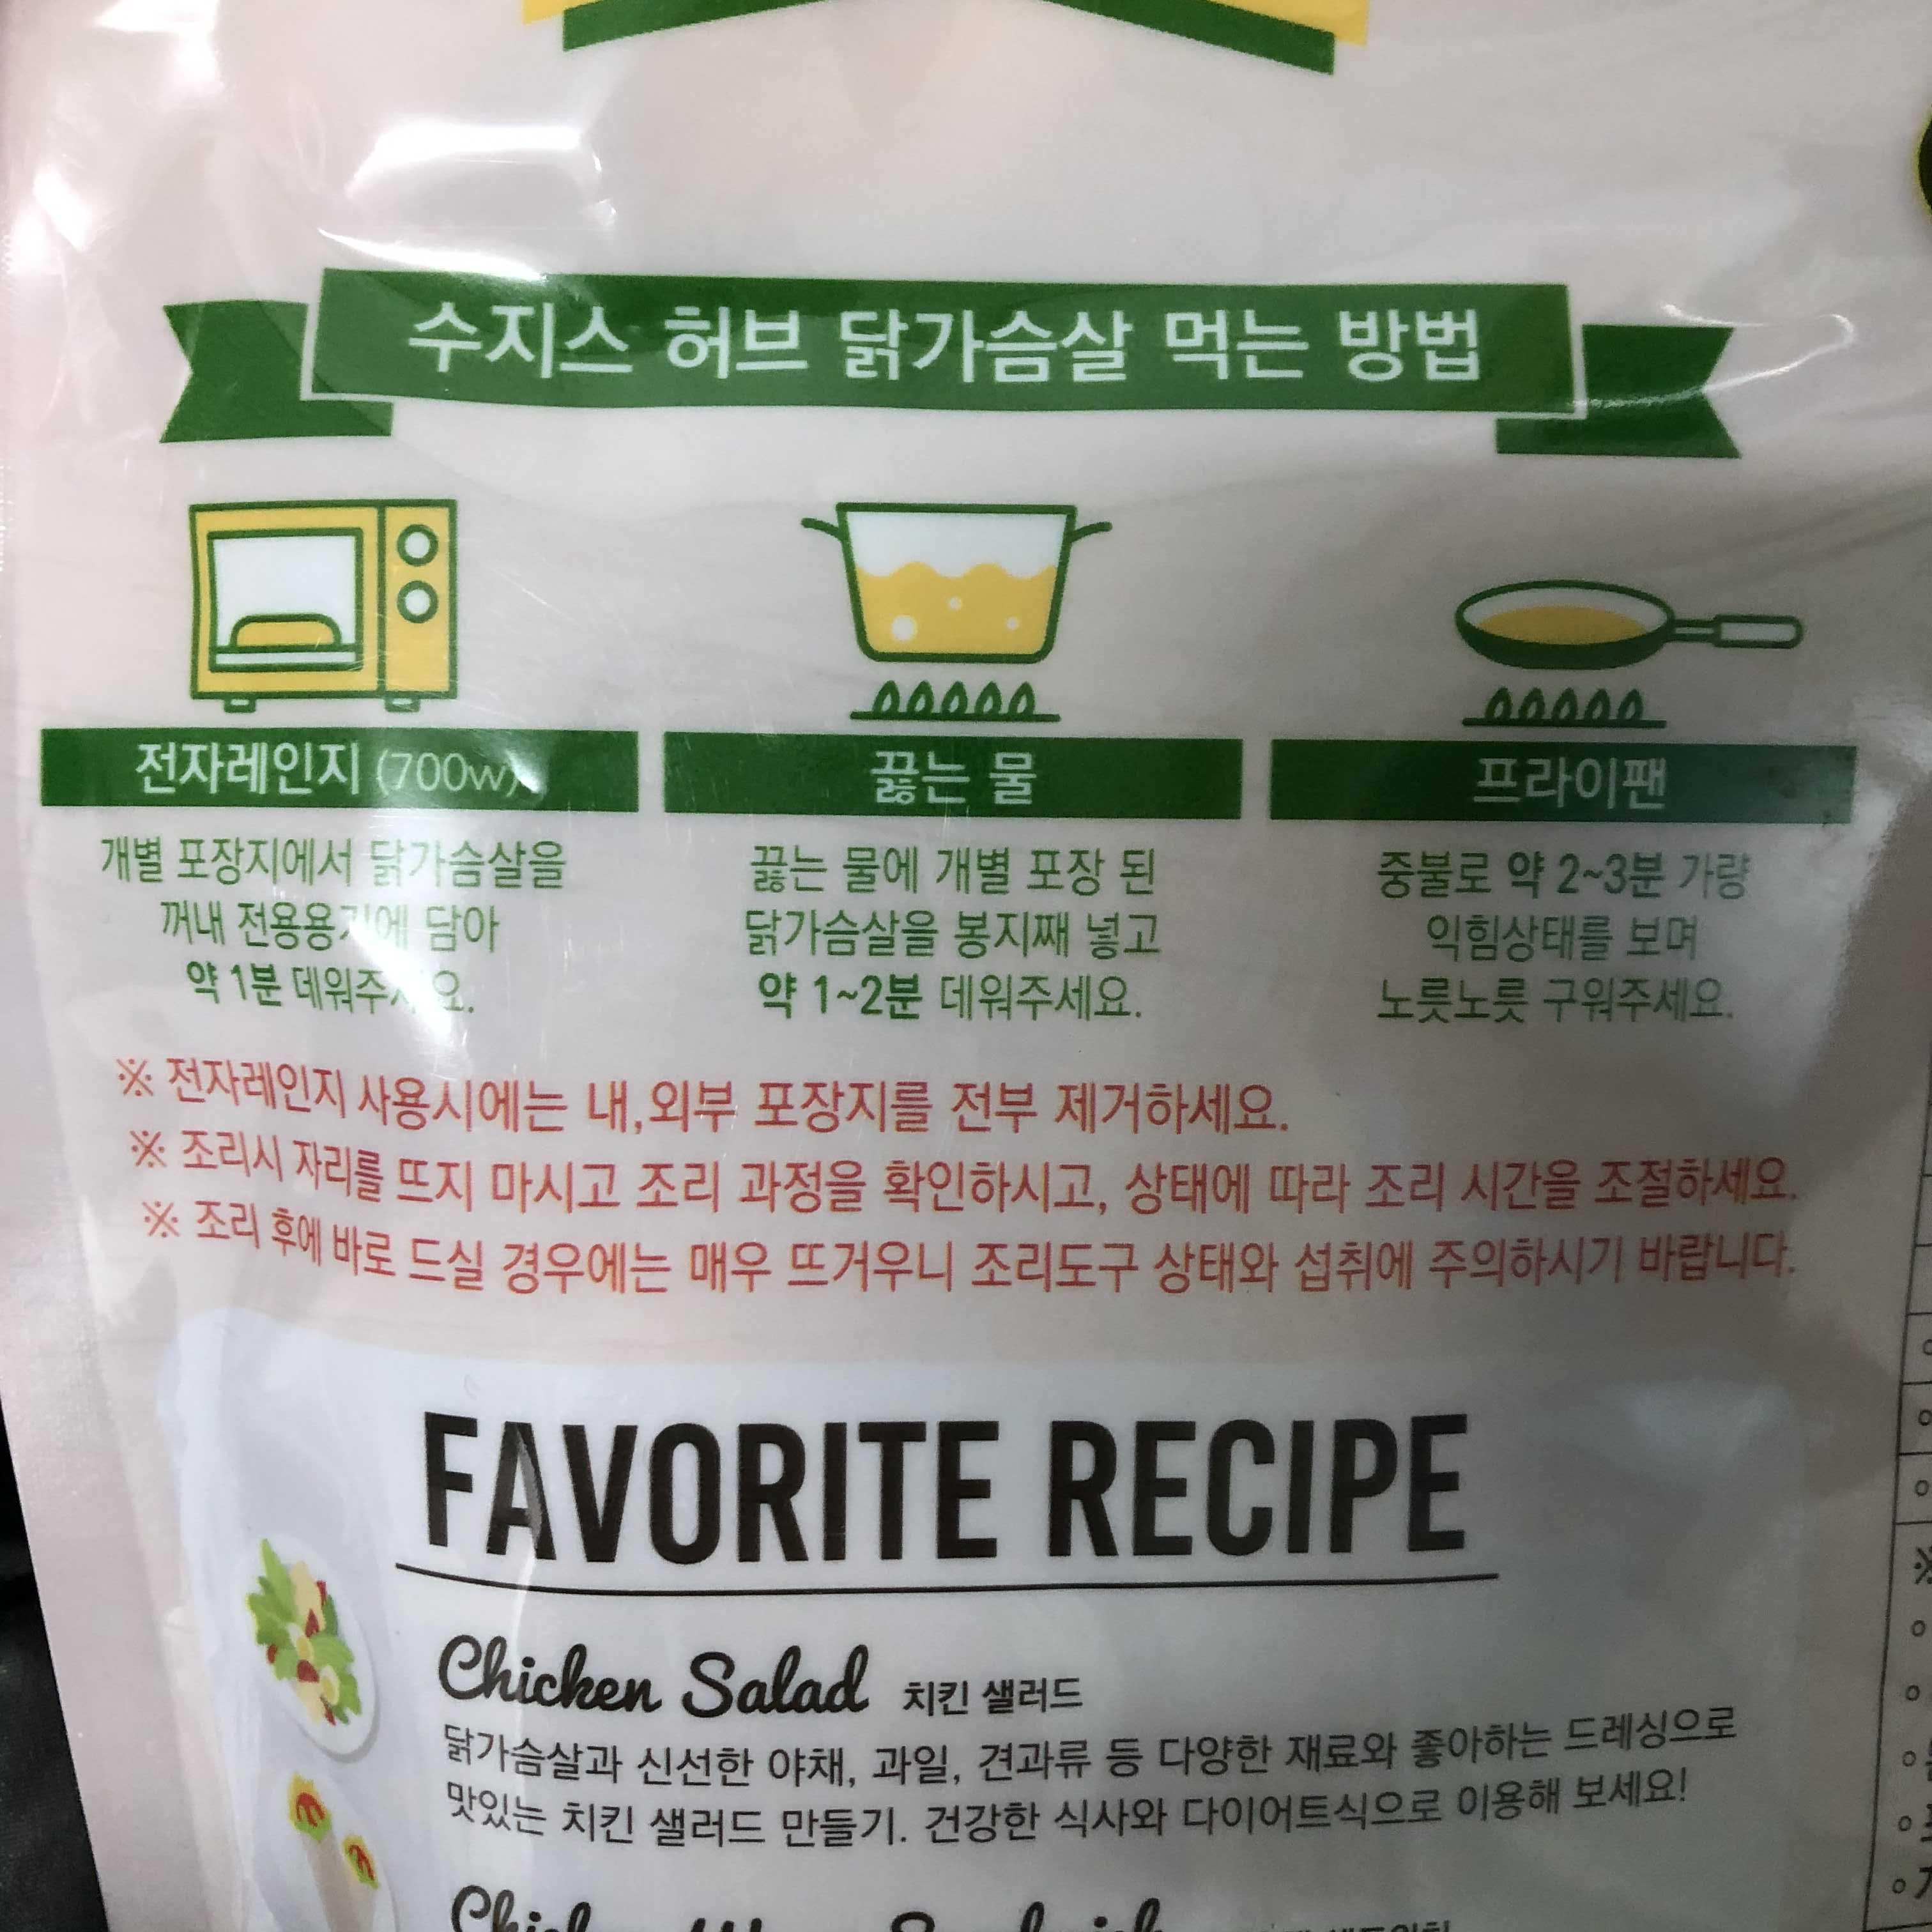 수지스 허브 닭가슴살 먹는 방법
전자레인지 (700w)
개별 포장지에서 닭가슴살을
꺼내 전용용기에 담아
약 1분 데워주세요.
끓는 물
끓는 물에 개별 포장 된
닭가슴살을 봉지째 넣고
약 1~2분 데워주세요.
프라이팬
중불로 약 2~3분 가량
익힘상태를 보며
노릇노릇 구워주세요.
※ 전자레인지 사용시에는 내,외부 포장지를 전부 제거하세요.
※ 조리시 자리를 뜨지 마시고 조리 과정을 확인하시고, 상태에 따라 조리 시간을 조절하세요.
※ 조리 후에 바로 드실 경우에는 매우 뜨거우니 조리도구 상태와 섭취에 주의하시기 바랍니다.
FAVORITE RECIPE
Chicken Salad 치킨 샐러드
닭가슴살과 신선한 야채, 과일, 견과류 등 다양한 재료와 좋아하는 드레싱으로
맛있는 치킨 샐러드 만들기. 건강한 식사와 다이어트식으로 이용해 보세요!